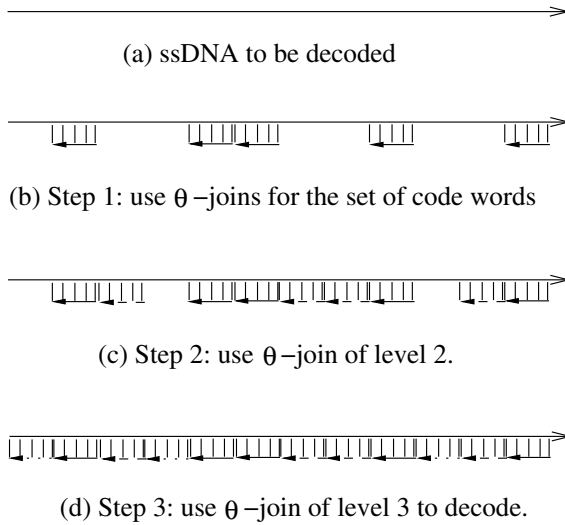 (a) ssDNA to be decoded
(b) Step 1: use θ–joins for the set of code words
(c) Step 2: use θ–join of level 2.
(d) Step 3: use θ–join of level 3 to decode.